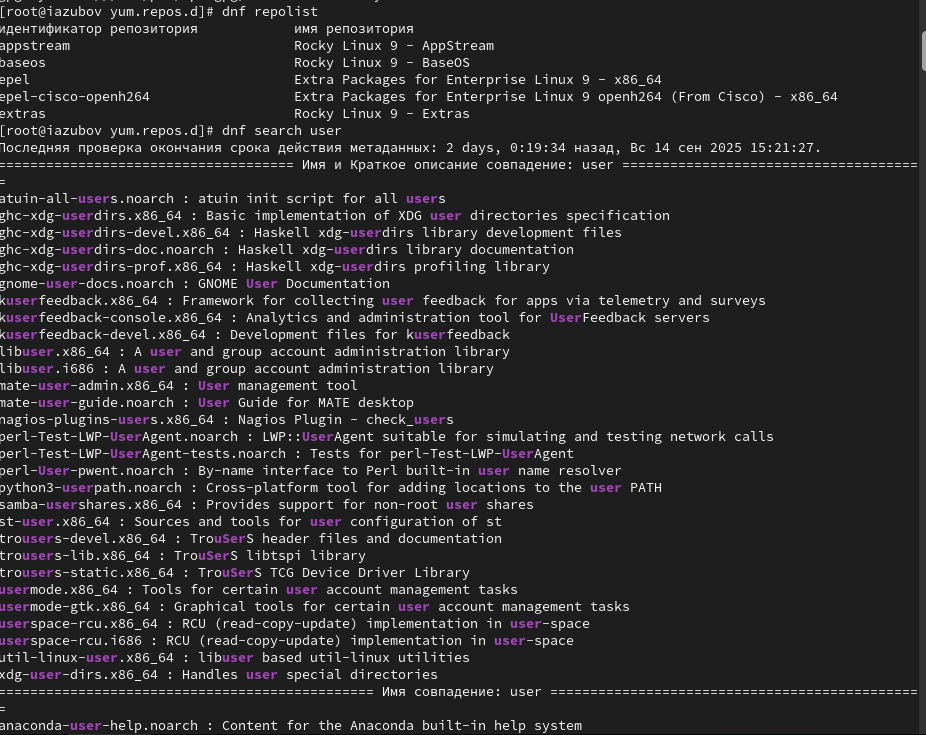 [root@iazubov yum.repos.d]# dnf repolist
идентификатор репозитория            имя репозитория
appstream                            Rocky Linux 9 - AppStream
baseos                               Rocky Linux 9 - BaseOS
epel                                 Extra Packages for Enterprise Linux 9 - x86_64
epel-cisco-openh264                  Extra Packages for Enterprise Linux 9 openh264 (From Cisco) - x86_64
extras                               Rocky Linux 9 - Extras
[root@iazubov yum.repos.d]# dnf search user
Последняя проверка окончания срока действия метаданных: 2 days, 0:19:34 назад, Вс 14 сен 2025 15:21:27.
===================================== Имя и Краткое описание совпадение: user =====================================
=
atuin-all-users.noarch : atuin init script for all users
ghc-xdg-userdirs.x86_64 : Basic implementation of XDG user directories specification
ghc-xdg-userdirs-devel.x86_64 : Haskell xdg-userdirs library development files
ghc-xdg-userdirs-doc.noarch : Haskell xdg-userdirs library documentation
ghc-xdg-userdirs-prof.x86_64 : Haskell xdg-userdirs profiling library
gnome-user-docs.noarch : GNOME User Documentation
kuserfeedback.x86_64 : Framework for collecting user feedback for apps via telemetry and surveys
kuserfeedback-console.x86_64 : Analytics and administration tool for UserFeedback servers
kuserfeedback-devel.x86_64 : Development files for kuserfeedback
libuser.x86_64 : A user and group account administration library
libuser.i686 : A user and group account administration library
mate-user-admin.x86_64 : User management tool
mate-user-guide.noarch : User Guide for MATE desktop
nagios-plugins-users.x86_64 : Nagios Plugin - check_users
perl-Test-LWP-UserAgent.noarch : LWP::UserAgent suitable for simulating and testing network calls
perl-Test-LWP-UserAgent-tests.noarch : Tests for perl-Test-LWP-UserAgent
perl-User-pwent.noarch : By-name interface to Perl built-in user name resolver
python3-userpath.noarch : Cross-platform tool for adding locations to the user PATH
samba-usershares.x86_64 : Provides support for non-root user shares
st-user.x86_64 : Sources and tools for user configuration of st
trousers-devel.x86_64 : TrouSerS header files and documentation
trousers-lib.x86_64 : TrouSerS libtspi library
trousers-static.x86_64 : TrouSerS TCG Device Driver Library
usermode.x86_64 : Tools for certain user account management tasks
usermode-gtk.x86_64 : Graphical tools for certain user account management tasks
userspace-rcu.x86_64 : RCU (read-copy-update) implementation in user-space
userspace-rcu.i686 : RCU (read-copy-update) implementation in user-space
util-linux-user.x86_64 : libuser based util-linux utilities
xdg-user-dirs.x86_64 : Handles user special directories
=============================================== Имя совпадение: user ==============================================
=
anaconda-user-help.noarch : Content for the Anaconda built-in help system